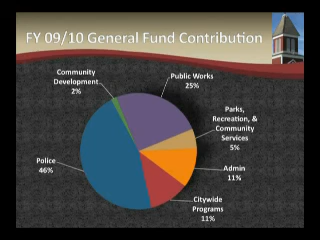 FY 09/10 General Fund Contribution
Community
Development
2%
Public Works
25%
Parks,
Recreation, &
Community
Services
5%
Police
46%
Admin
11%
Citywide
Programs
11%